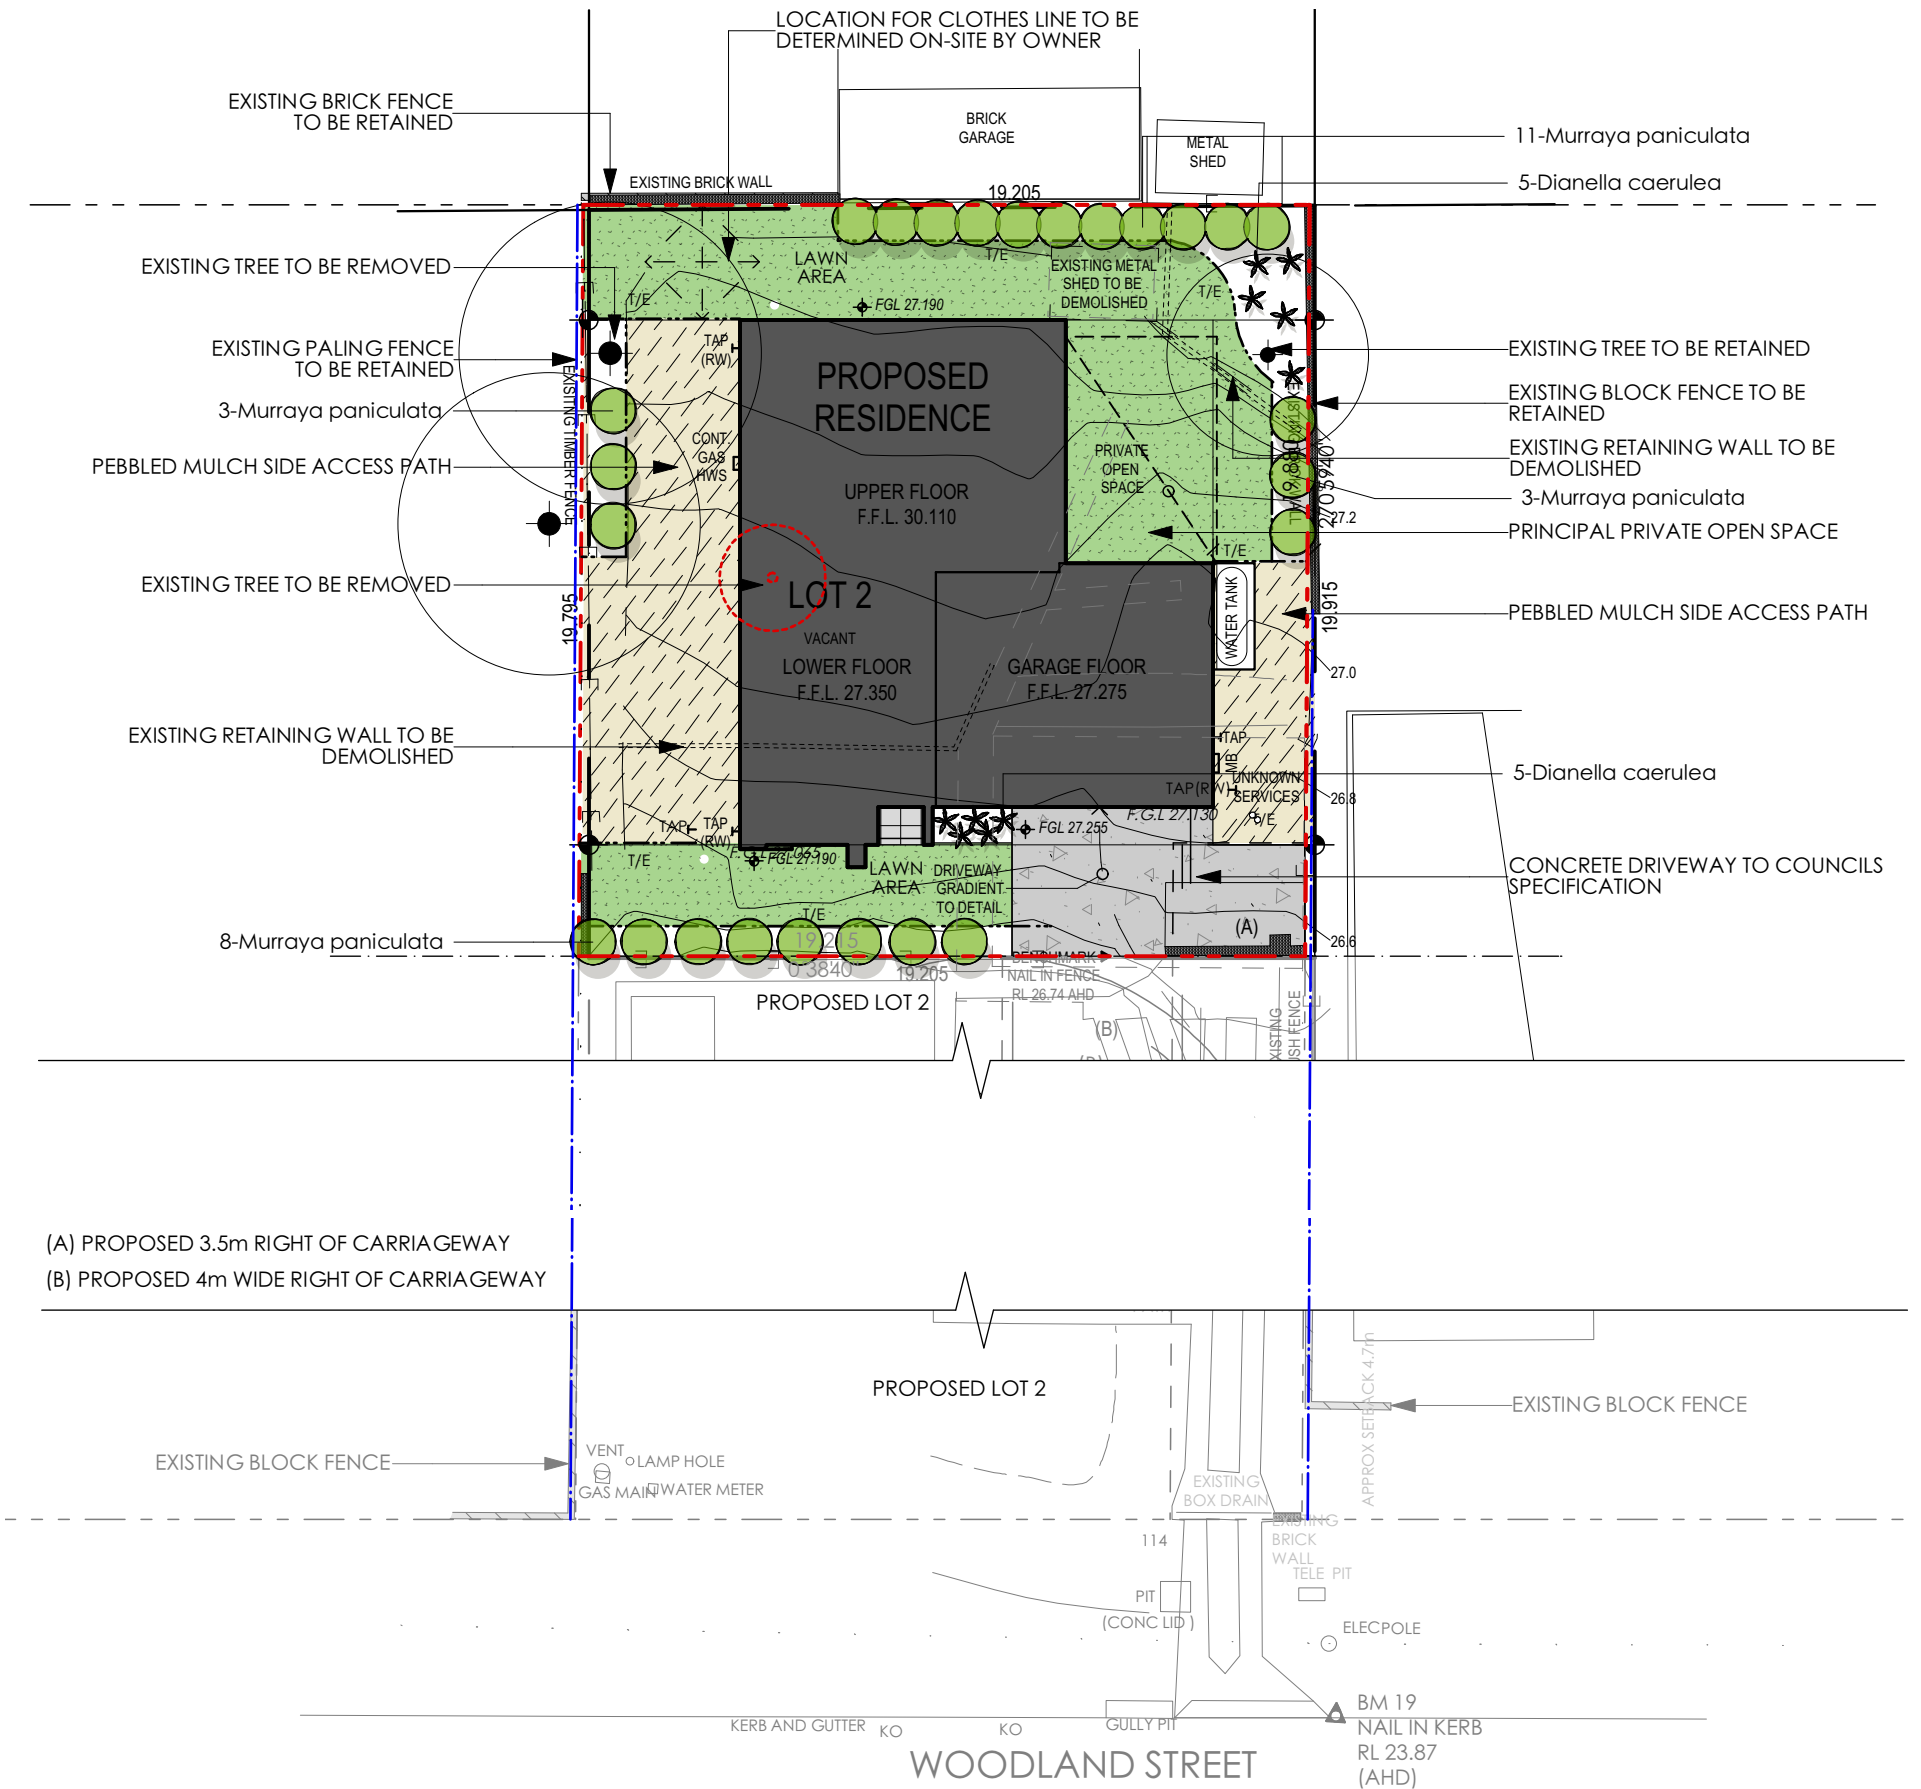 LOCATION FOR CLOTHES LINE TO BE
DETERMINED ON-SITE BY OWNER
EXISTING BRICK FENCE
TO BE RETAINED
BRICK
GARAGE
METAL
SHED
11-Murraya paniculata
EXISTING BRICK WALL
19.205
5-Dianella caerulea
EXISTING TREE TO BE REMOVED
LAWN
AREA
T/E
EXISTING METAL
SHED TO BE
DEMOLISHED
T/E
T/E
FGL 27.190
EXISTING PALING FENCE
TO BE RETAINED
TAP
(RW)
PROPOSED
RESIDENCE
EXISTING TREE TO BE RETAINED
EXISTING BLOCK FENCE TO BE
RETAINED
3-Murraya paniculata
EXISITING TIMBER FENCE
CONT.
GAS
HWS
PRIVATE
OPEN
SPACE
EXISTING RETAINING WALL TO BE
DEMOLISHED
PEBBLED MULCH SIDE ACCESS PATH
UPPER FLOOR
F.F.L. 30.110
3-Murraya paniculata
27.2
PRINCIPAL PRIVATE OPEN SPACE
T/E
EXISTING TREE TO BE REMOVED
LOT 2
VACANT
19.795
WATER TANK
19.915
PEBBLED MULCH SIDE ACCESS PATH
LOWER FLOOR
F.F.L. 27.350
GARAGE FLOOR
F.F.L. 27.275
27.0
EXISTING RETAINING WALL TO BE
DEMOLISHED
TAP
MB
UNKNOWN
SERVICES
TAP(RW)
5-Dianella caerulea
26.8
F.G.L 27.130
T/E
TAP
TAP
(RW)
FGL 27.255
FGL 27.190
T/E
LAWN
AREA
DRIVEWAY
GRADIENT
TO DETAIL
CONCRETE DRIVEWAY TO COUNCILS
SPECIFICATION
T/E
(A)
26.6
8-Murraya paniculata
19.215
0°38'40"
19.205
BENCHMARK
NAIL IN FENCE
RL 26.74 AHD
PROPOSED LOT 2
(B)
(A) PROPOSED 3.5m RIGHT OF CARRIAGEWAY
(B) PROPOSED 4m WIDE RIGHT OF CARRIAGEWAY
PROPOSED LOT 2
APPROX SETBACK 4.7m
EXISTING BLOCK FENCE
EXISTING BLOCK FENCE
VENT
LAMP HOLE
GAS MAIN
WATER METER
EXISTING
BOX DRAIN
EXISTING
BRICK
WALL
114
TELE PIT
PIT
(CONC LID )
ELECPOLE
KERB AND GUTTER
KO
KO
GULLY PIT
BM 19
NAIL IN KERB
RL 23.87
(AHD)
WOODLAND STREET